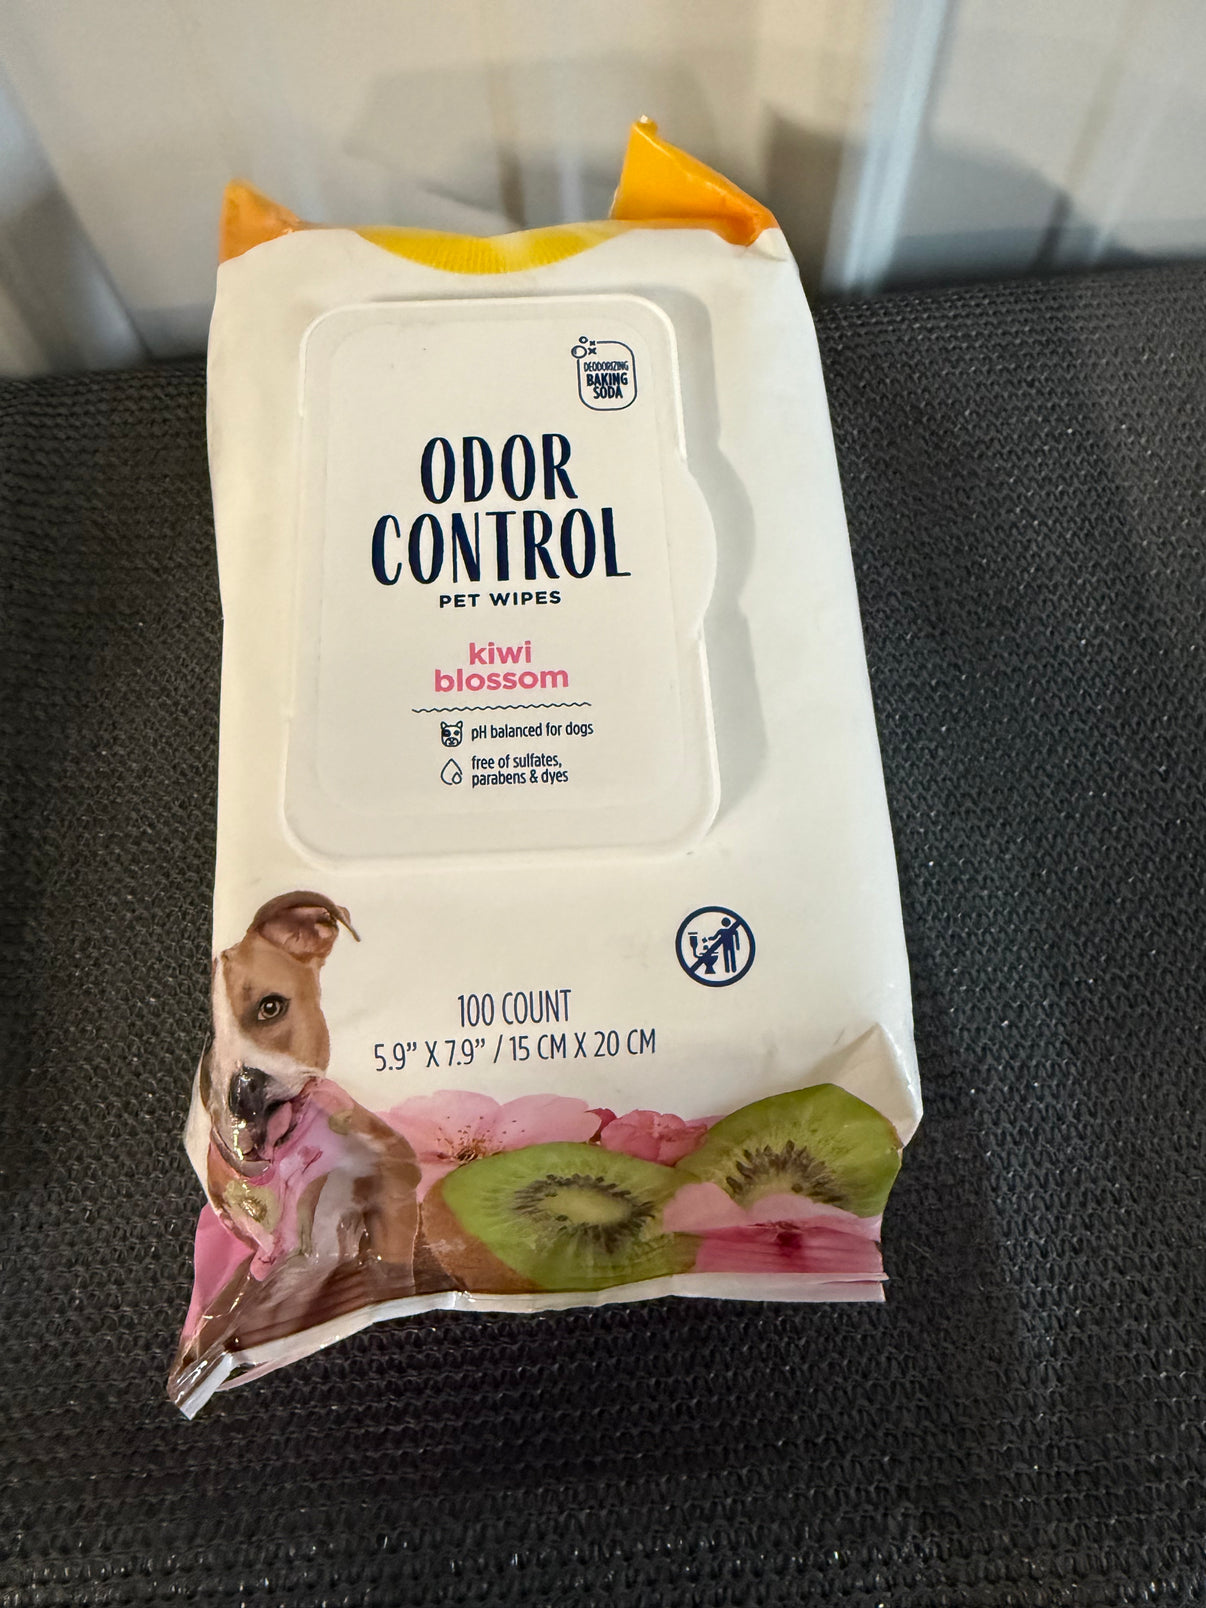 DEODORIZING
BAKING
SODA
ODOR
CONTROL
PET WIPES
kiwi
blossom
pH balanced for dogs
free of sulfates,
parabens & dyes
100 COUNT
5.9” X 7.9” / 15 CM X 20 CM